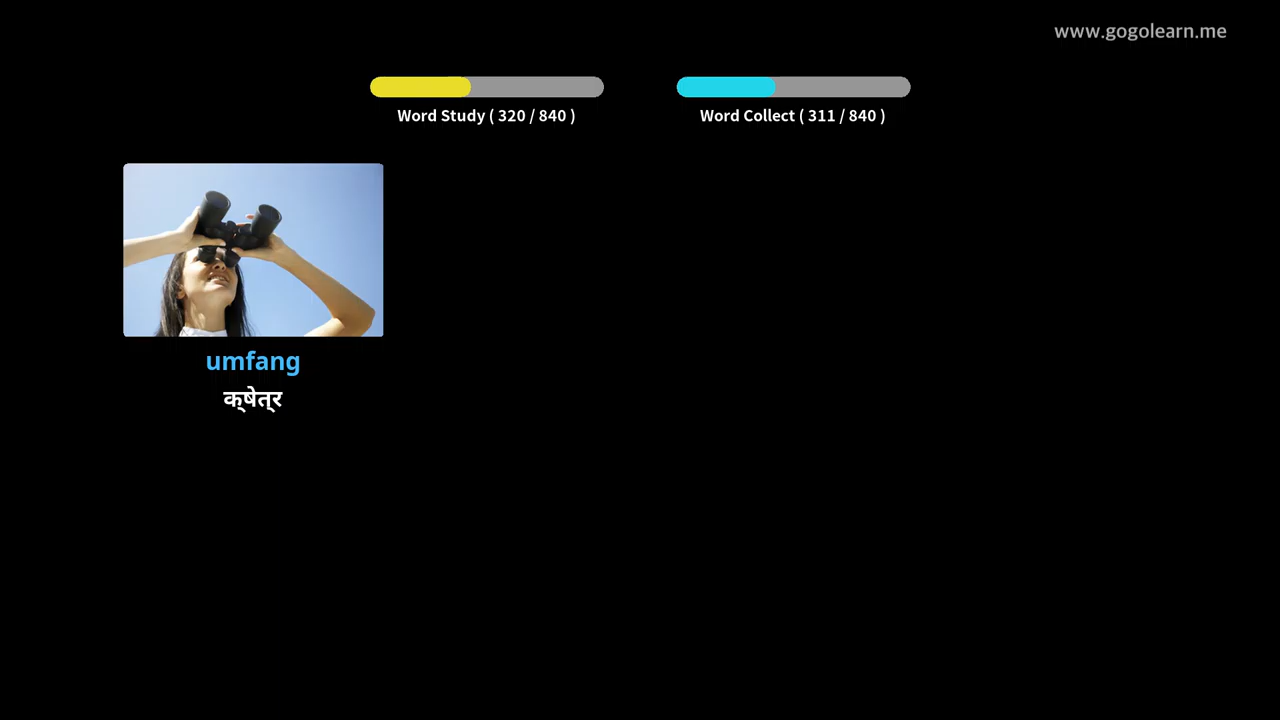 www.gogolearn.me
Word Study ( 320 / 840 )
Word Collect ( 311 / 840 )
umfang
क्षेत्र